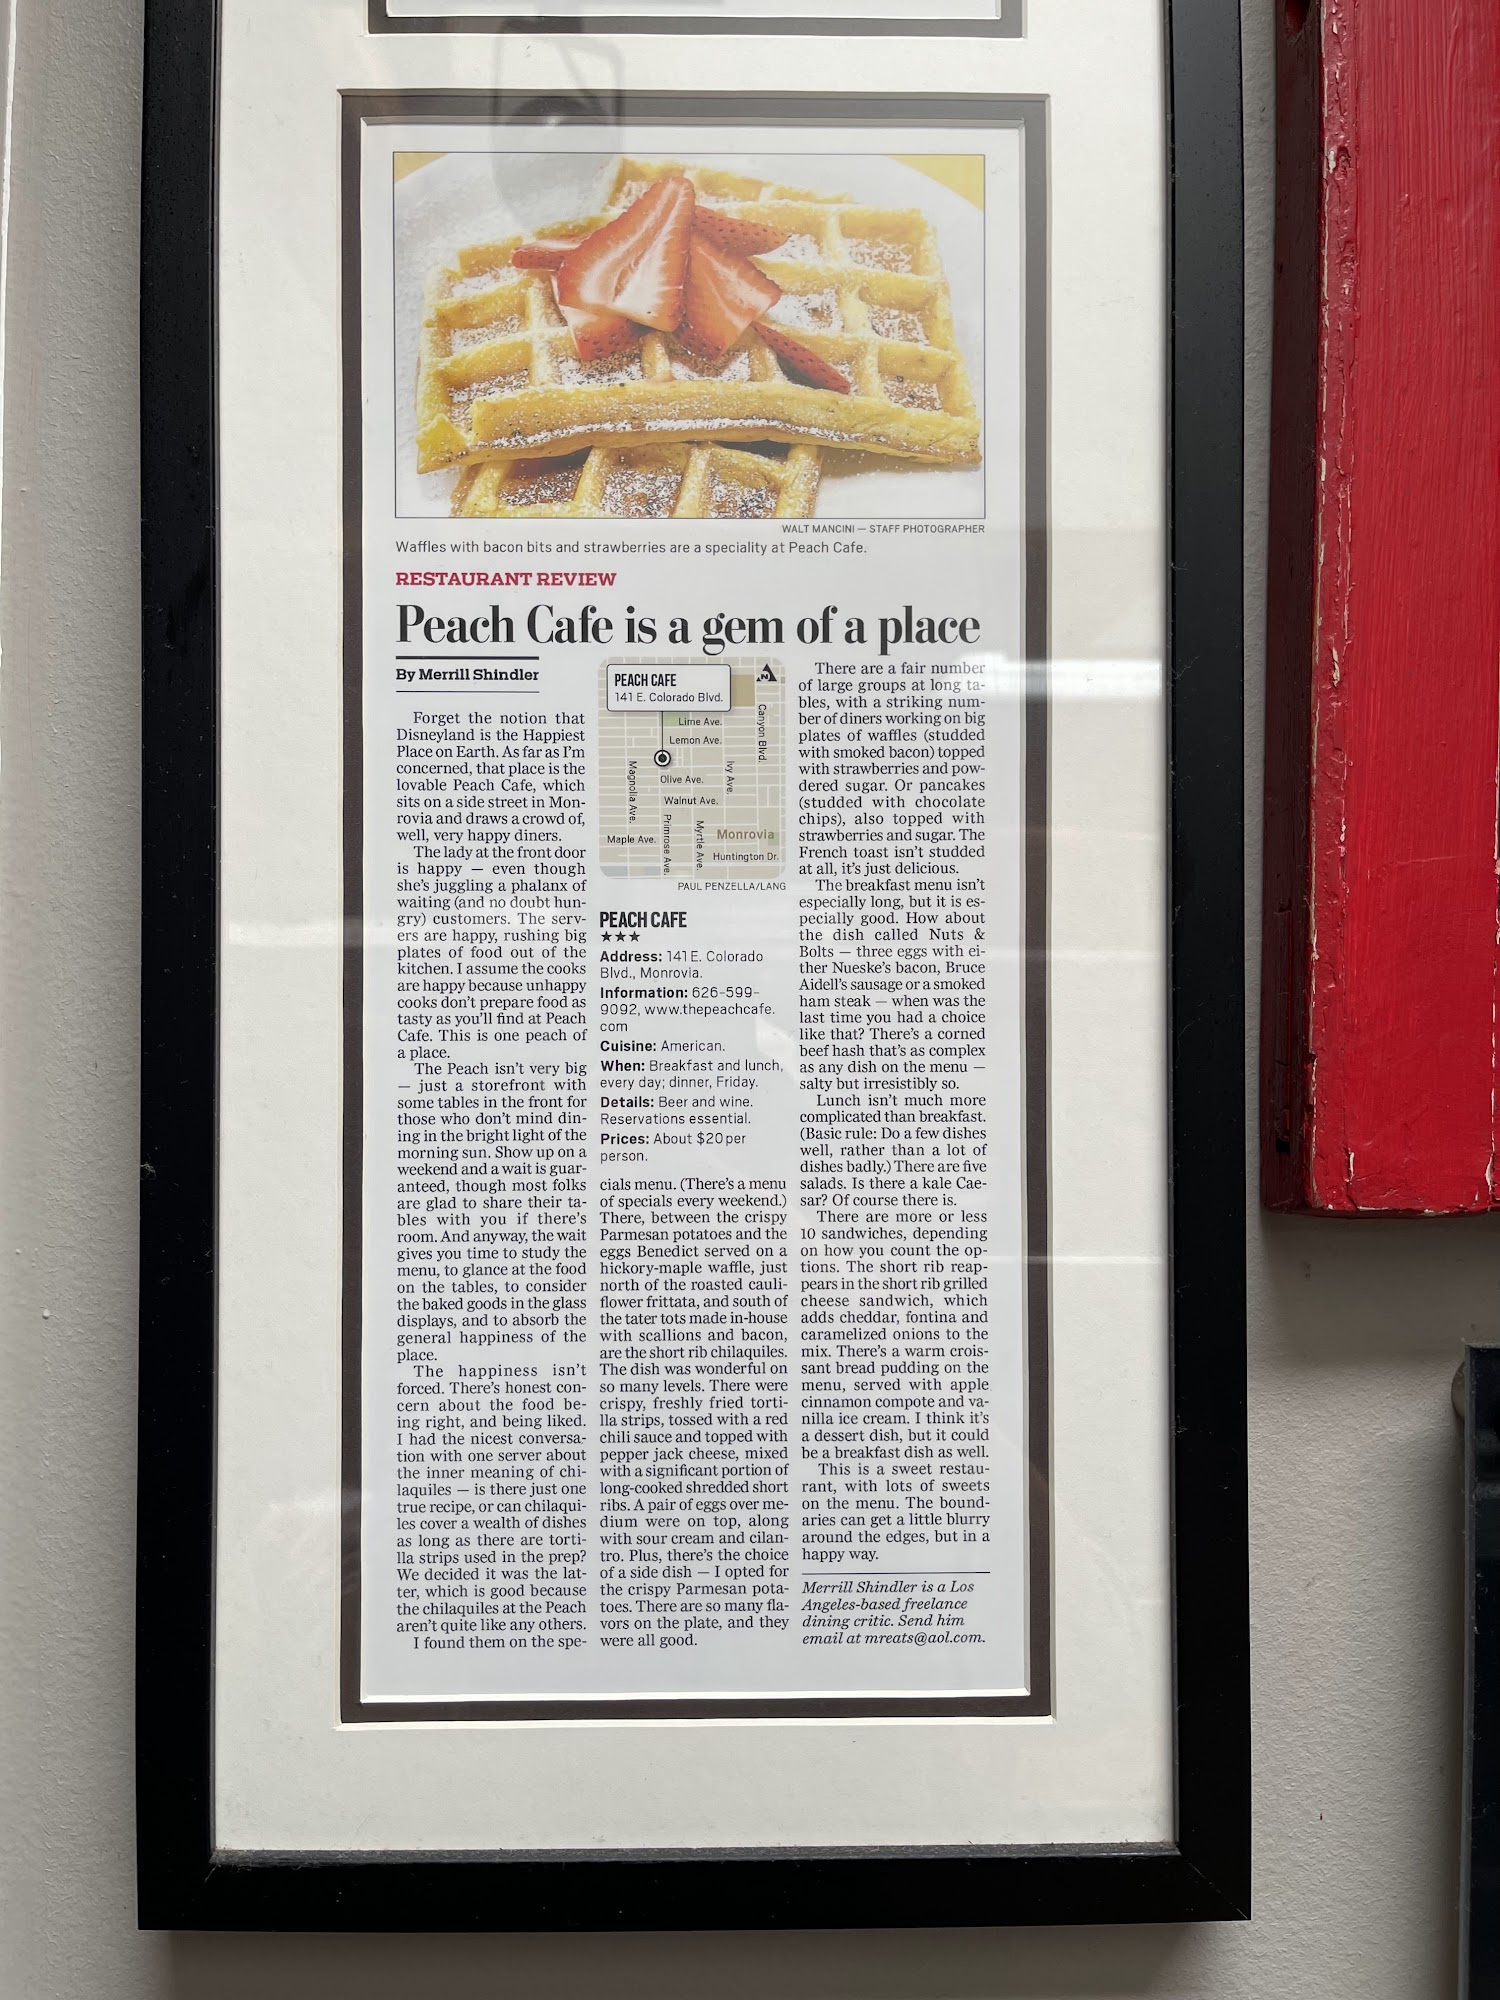 WALT MANCINI — STAFF PHOTOGRAPHER
Waffles with bacon bits and strawberries are a speciality at Peach Cafe.
RESTAURANT REVIEW
Peach Cafe is a gem of a place
By Merrill Shindler
Forget the notion that
Disneyland is the Happiest
Place on Earth. As far as I'm
concerned, that place is the
lovable Peach Cafe, which
sits on a side street in Mon-
rovia and draws a crowd of,
well, very happy diners.
The lady at the front door
is happy — even though
she's juggling a phalanx of
waiting (and no doubt hun-
gry) customers. The serv-
ers are happy, rushing big
plates of food out of the
kitchen. I assume the cooks
are happy because unhappy
cooks don't prepare food as
tasty as you'll find at Peach
Cafe. This is one peach of
a place.
The Peach isn't very big
— just a storefront with
some tables in the front for
those who don't mind din-
ing in the bright light of the
morning sun. Show up on a
weekend and a wait is guar-
anteed, though most folks
are glad to share their ta-
bles with you if there's
room. And anyway, the wait
gives you time to study the
menu, to glance at the food
on the tables, to consider
the baked goods in the glass
displays, and to absorb the
general happiness of the
place.
The happiness isn't
forced. There's honest con-
cern about the food be-
ing right, and being liked.
I had the nicest conversa-
tion with one server about
the inner meaning of chi-
laquiles — is there just one
true recipe, or can chilaqui-
les cover a wealth of dishes
as long as there are torti-
lla strips used in the prep?
We decided it was the lat-
ter, which is good because
the chilaquiles at the Peach
aren't quite like any others.
I found them on the spe-
PEACH CAFE
141 E. Colorado Blvd.
N
Lime Ave.
Lemon Ave.
Canyon Blvd.
Magnolia Ave.
Olive Ave.
Ivy Ave.
Walnut Ave.
Primrose Ave.
Myrtle Ave.
Monrovia
Maple Ave.
Huntington Dr.
PAUL PENZELLA/LANG
PEACH CAFE
★★★
Address: 141 E. Colorado
Blvd., Monrovia.
Information: 626-599-
9092, www.thepeachcafe.
com
Cuisine: American.
When: Breakfast and lunch,
every day; dinner, Friday.
Details: Beer and wine.
Reservations essential.
Prices: About $20 per
person.
cials menu. (There's a menu
of specials every weekend.)
There, between the crispy
Parmesan potatoes and the
eggs Benedict served on a
hickory-maple waffle, just
north of the roasted cauli-
flower frittata, and south of
the tater tots made in-house
with scallions and bacon,
are the short rib chilaquiles.
The dish was wonderful on
so many levels. There were
crispy, freshly fried torti-
lla strips, tossed with a red
chili sauce and topped with
pepper jack cheese, mixed
with a significant portion of
long-cooked shredded short
ribs. A pair of eggs over me-
dium were on top, along
with sour cream and cilan-
tro. Plus, there's the choice
of a side dish — I opted for
the crispy Parmesan pota-
toes. There are so many fla-
vors on the plate, and they
were all good.
There are a fair number
of large groups at long ta-
bles, with a striking num-
ber of diners working on big
plates of waffles (studded
with smoked bacon) topped
with strawberries and pow-
dered sugar. Or pancakes
(studded with chocolate
chips), also topped with
strawberries and sugar. The
French toast isn't studded
at all, it's just delicious.
The breakfast menu isn't
especially long, but it is es-
pecially good. How about
the dish called Nuts &
Bolts — three eggs with ei-
ther Nueske's bacon, Bruce
Aidell's sausage or a smoked
ham steak — when was the
last time you had a choice
like that? There's a corned
beef hash that's as complex
as any dish on the menu —
salty but irresistibly so.
Lunch isn't much more
complicated than breakfast.
(Basic rule: Do a few dishes
well, rather than a lot of
dishes badly.) There are five
salads. Is there a kale Cae-
sar? Of course there is.
There are more or less
10 sandwiches, depending
on how you count the op-
tions. The short rib reap-
pears in the short rib grilled
cheese sandwich, which
adds cheddar, fontina and
caramelized onions to the
mix. There's a warm crois-
sant bread pudding on the
menu, served with apple
cinnamon compote and va-
nilla ice cream. I think it's
a dessert dish, but it could
be a breakfast dish as well.
This is a sweet restau-
rant, with lots of sweets
on the menu. The bound-
aries can get a little blurry
around the edges, but in a
happy way.
Merrill Shindler is a Los
Angeles-based freelance
dining critic. Send him
email at mreats@aol.com.